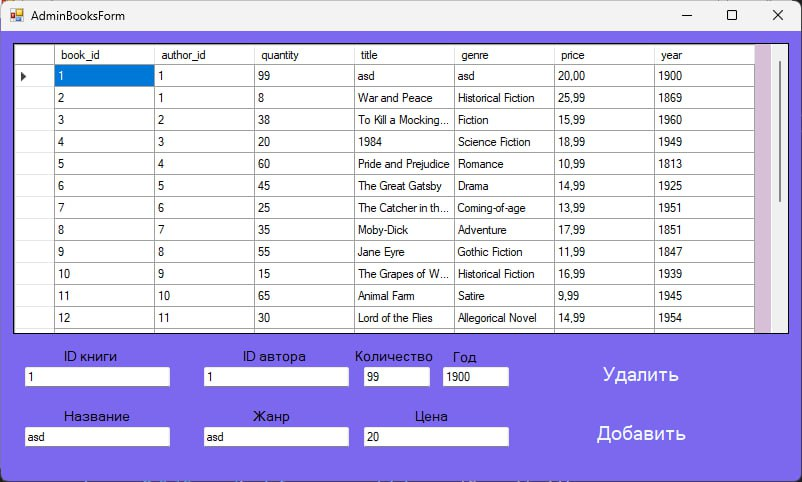 AdminBooksForm
book_id author_id quantity title genre price year
1 1 99 asd asd 20,00 1900
2 1 8 War and Peace Historical Fiction 25,99 1869
3 2 38 To Kill a Mocking... Fiction 15,99 1960
4 3 20 1984 Science Fiction 18,99 1949
5 4 60 Pride and Prejudice Romance 10,99 1813
6 5 45 The Great Gatsby Drama 14,99 1925
7 6 25 The Catcher in th... Coming-of-age 13,99 1951
8 7 35 Moby-Dick Adventure 17,99 1851
9 8 55 Jane Eyre Gothic Fiction 11,99 1847
10 9 15 The Grapes of W... Historical Fiction 16,99 1939
11 10 65 Animal Farm Satire 9,99 1945
12 11 30 Lord of the Flies Allegorical Novel 14,99 1954
ID книги ID автора Количество Год
1 1 99 1900
Удалить
Название Жанр Цена
asd asd 20
Добавить